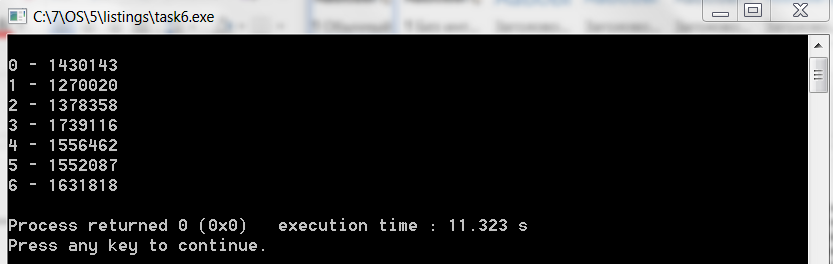 C:\7\OS\5\listings\task6.exe
0 - 1430143
1 - 1270020
2 - 1378358
3 - 1739116
4 - 1556462
5 - 1552087
6 - 1631818
Process returned 0 (0x0)   execution time : 11.323 s
Press any key to continue.